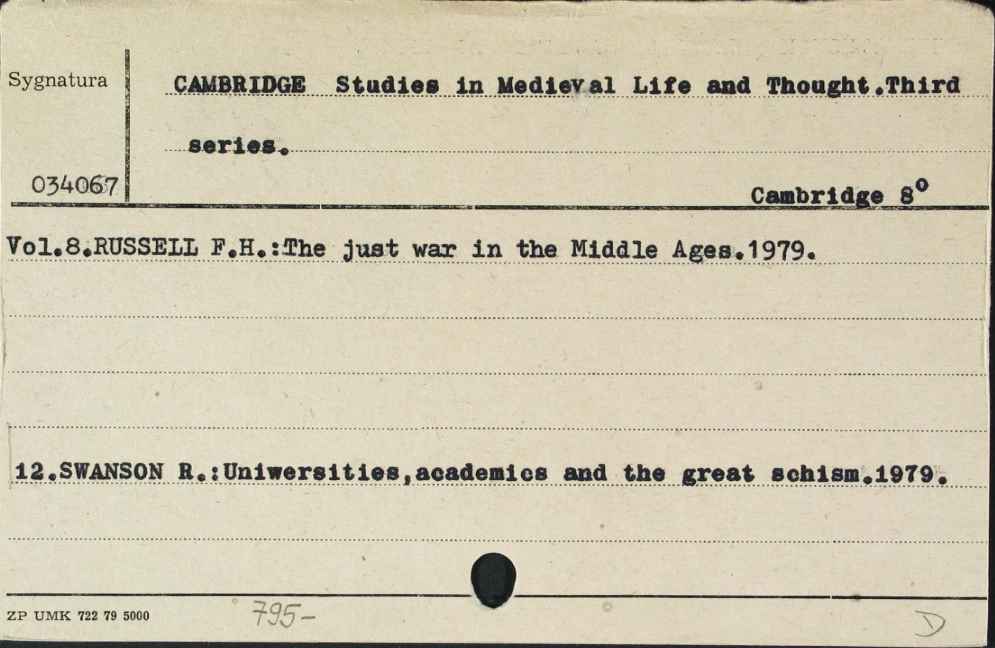 Sygnatura
CAMBRIDGE Studies in Medieval Life and Thought.Third
series.
034067
Cambridge 8°
Vol.8.RUSSELL F.H.:The just war in the Middle Ages.1979.
12.SWANSON R.:Uniwersities,academics and the great schism.1979.
ZP UMK 722 79 5000
795-
D